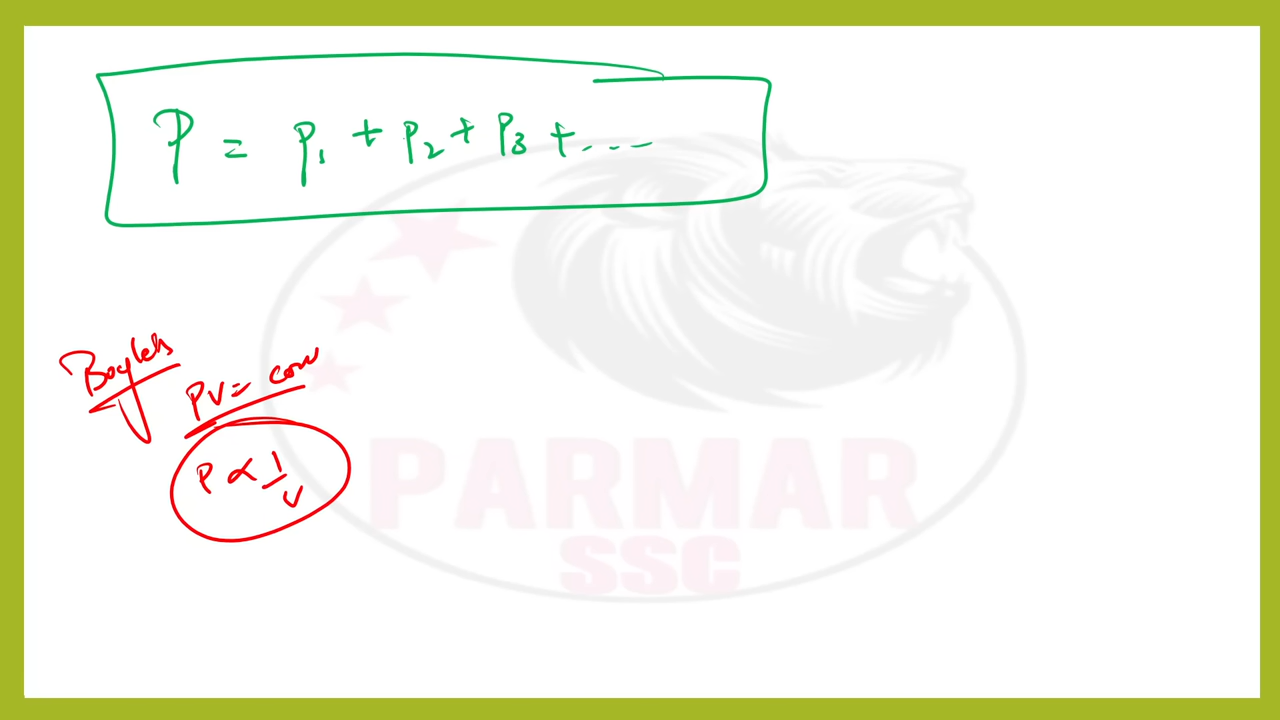 P = P₁ + P₂ + P₃ + ----
Boyle's
PV = con
P ∝ 1/V
PARMAR
SSC